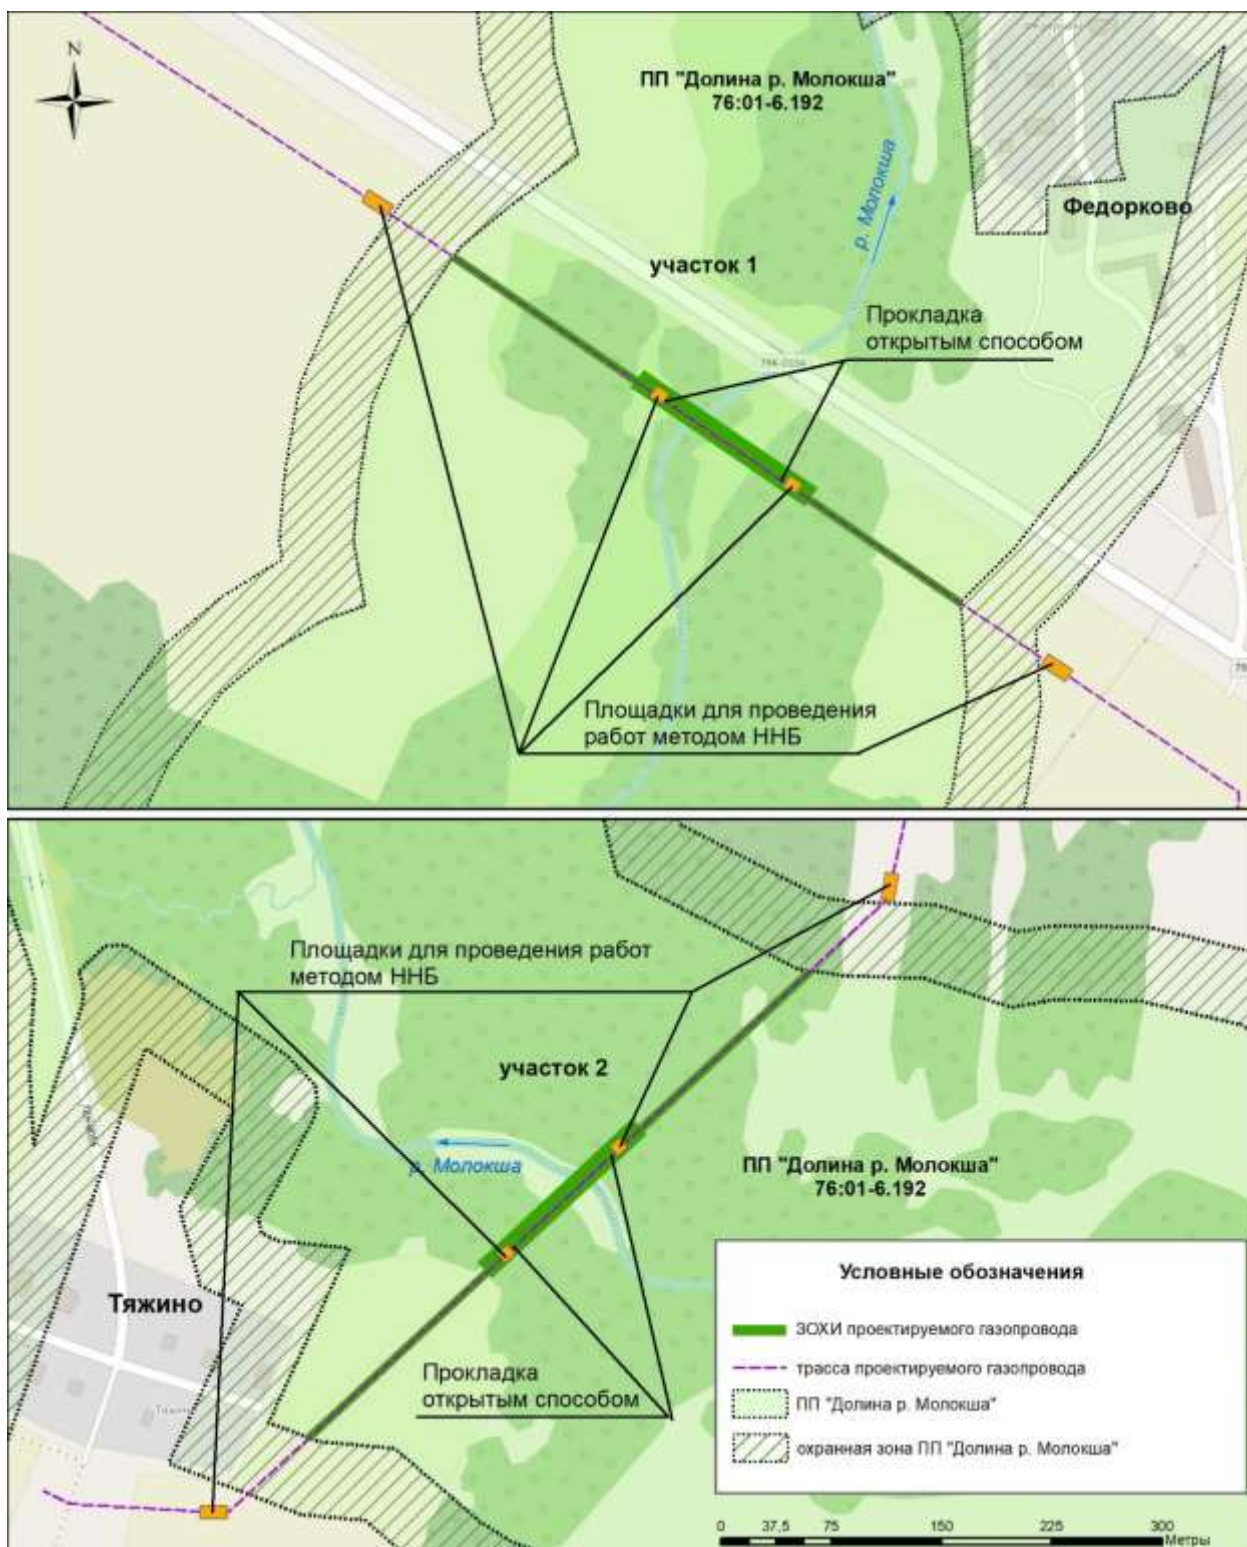 N
ПП "Долина р. Молокша"
76:01-6.192
р. Молокша
Федорково
участок 1
Прокладка
открытым способом
Площадки для проведения
работ методом ННБ
Площадки для проведения работ
методом ННБ
участок 2
р. Молокша
ПП "Долина р. Молокша"
76:01-6.192
Тяжино
Прокладка
открытым способом
Условные обозначения
ЗОХИ проектируемого газопровода
трасса проектируемого газопровода
ПП "Долина р. Молокша"
охранная зона ПП "Долина р. Молокша"
0 37,5 75 150 225 300
Метры